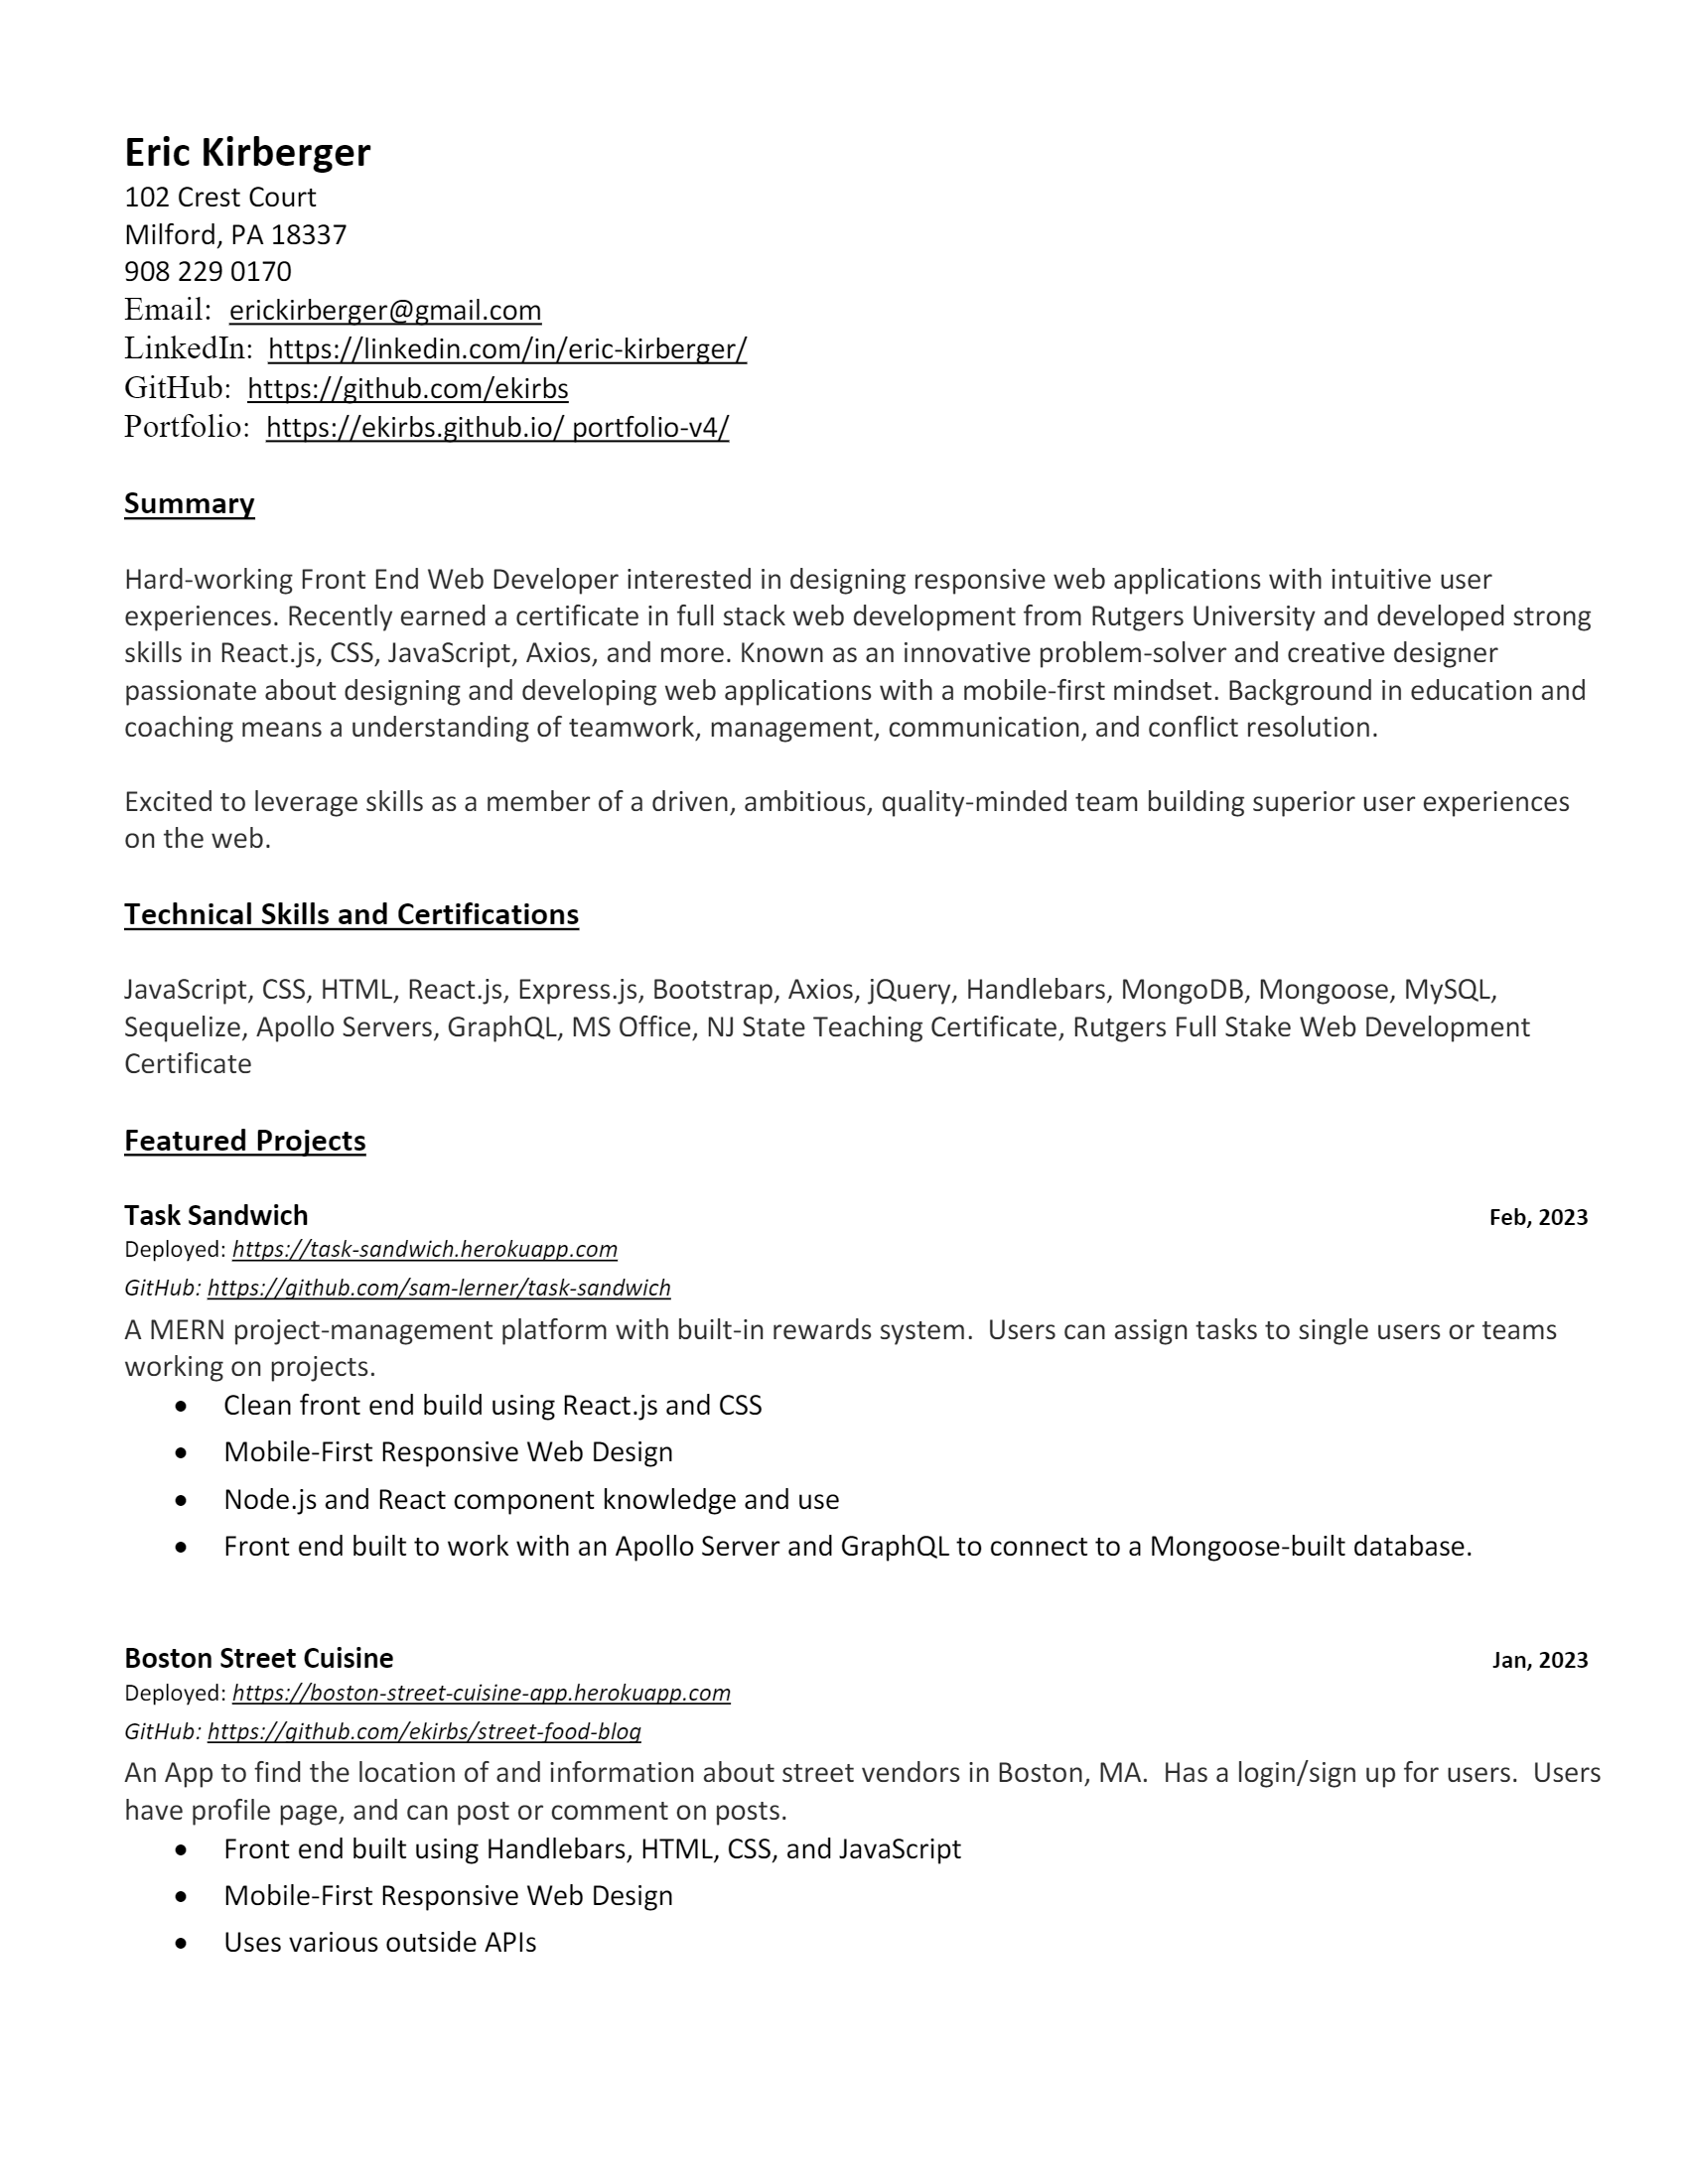 Eric Kirberger
102 Crest Court
Milford, PA 18337
908 229 0170
Email:  erickirberger@gmail.com
LinkedIn:  https://linkedin.com/in/eric-kirberger/
GitHub:  https://github.com/ekirbs
Portfolio:  https://ekirbs.github.io/ portfolio-v4/
Summary
Hard-working Front End Web Developer interested in designing responsive web applications with intuitive user
experiences. Recently earned a certificate in full stack web development from Rutgers University and developed strong
skills in React.js, CSS, JavaScript, Axios, and more. Known as an innovative problem-solver and creative designer
passionate about designing and developing web applications with a mobile-first mindset. Background in education and
coaching means a understanding of teamwork, management, communication, and conflict resolution.
Excited to leverage skills as a member of a driven, ambitious, quality-minded team building superior user experiences
on the web.
Technical Skills and Certifications
JavaScript, CSS, HTML, React.js, Express.js, Bootstrap, Axios, jQuery, Handlebars, MongoDB, Mongoose, MySQL,
Sequelize, Apollo Servers, GraphQL, MS Office, NJ State Teaching Certificate, Rutgers Full Stake Web Development
Certificate
Featured Projects
Task Sandwich Feb, 2023
Deployed: https://task-sandwich.herokuapp.com
GitHub: https://github.com/sam-lerner/task-sandwich
A MERN project-management platform with built-in rewards system.  Users can assign tasks to single users or teams
working on projects.
• Clean front end build using React.js and CSS
• Mobile-First Responsive Web Design
• Node.js and React component knowledge and use
• Front end built to work with an Apollo Server and GraphQL to connect to a Mongoose-built database.
Boston Street Cuisine Jan, 2023
Deployed: https://boston-street-cuisine-app.herokuapp.com
GitHub: https://github.com/ekirbs/street-food-blog
An App to find the location of and information about street vendors in Boston, MA.  Has a login/sign up for users.  Users
have profile page, and can post or comment on posts.
• Front end built using Handlebars, HTML, CSS, and JavaScript
• Mobile-First Responsive Web Design
• Uses various outside APIs